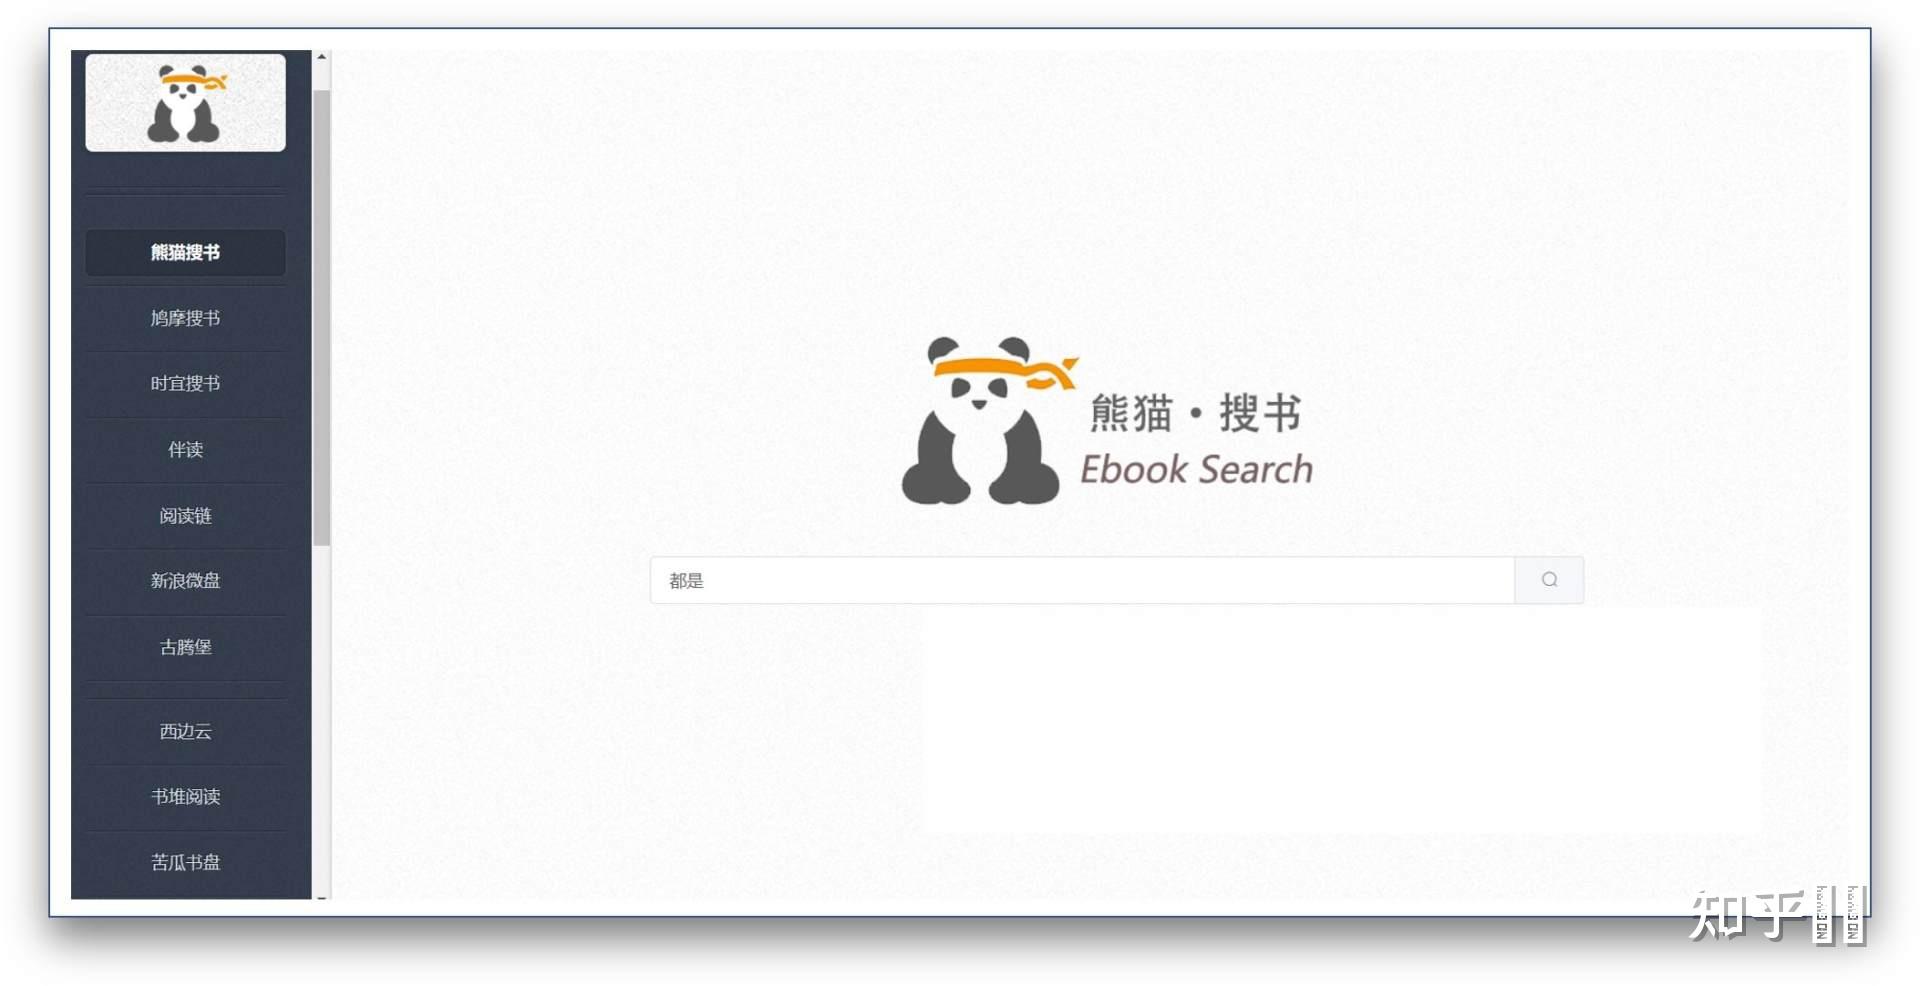 熊猫搜书
鸠摩搜书
时宜搜书
伴读
阅读链
新浪微盘
古腾堡
西边云
书堆阅读
苦瓜书盘
熊猫·搜书
Ebook Search
都是
知乎